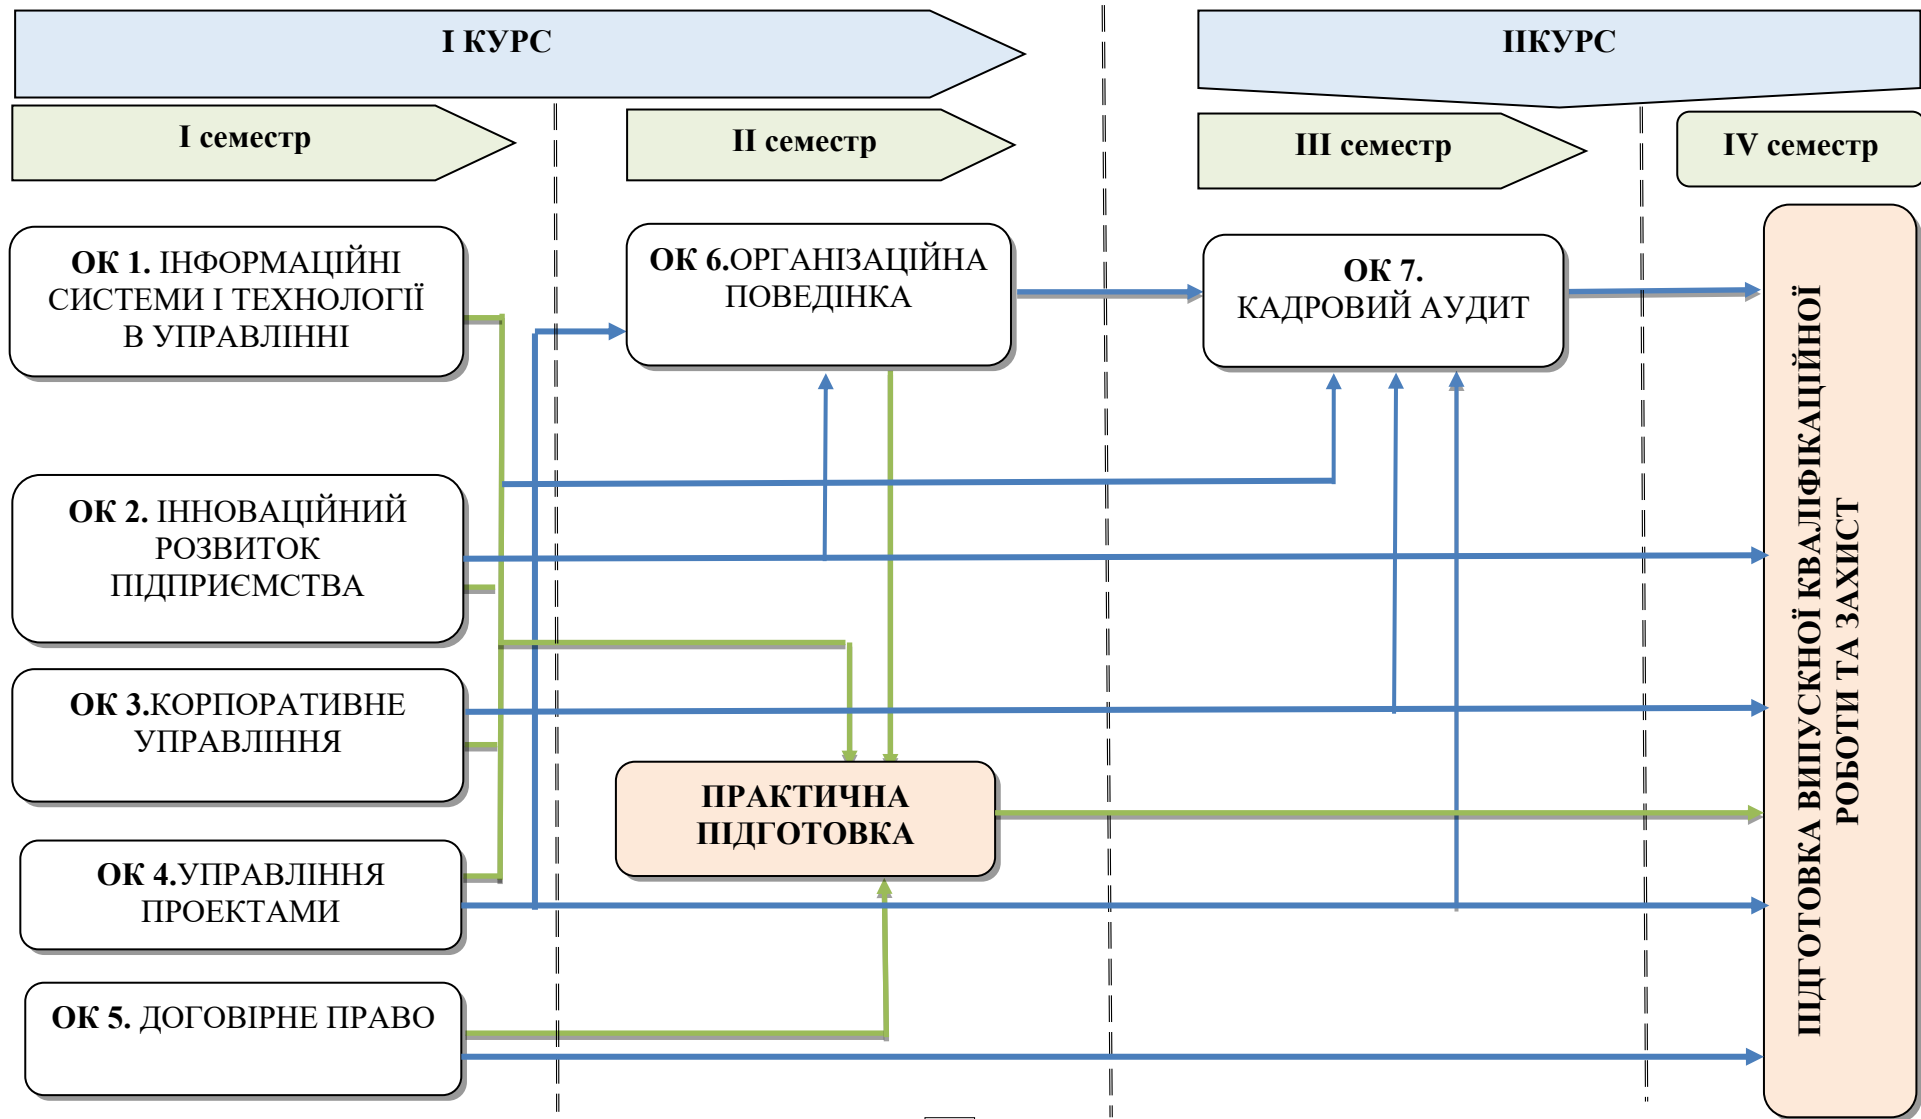 І КУРС
ІІКУРС
І семестр
ІІ семестр
ІІІ семестр
IV семестр
ОК 1. ІНФОРМАЦІЙНІ
СИСТЕМИ І ТЕХНОЛОГІЇ
В УПРАВЛІННІ
ОК 6.ОРГАНІЗАЦІЙНА
ПОВЕДІНКА
ОК 7.
КАДРОВИЙ АУДИТ
ОК 2. ІННОВАЦІЙНИЙ
РОЗВИТОК
ПІДПРИЄМСТВА
ОК 3.КОРПОРАТИВНЕ
УПРАВЛІННЯ
ПРАКТИЧНА
ПІДГОТОВКА
ОК 4.УПРАВЛІННЯ
ПРОЕКТАМИ
ОК 5. ДОГОВІРНЕ ПРАВО
ПІДГОТОВКА ВИПУСКНОЇ КВАЛІФІКАЦІЙНОЇ
РОБОТИ ТА ЗАХИСТ